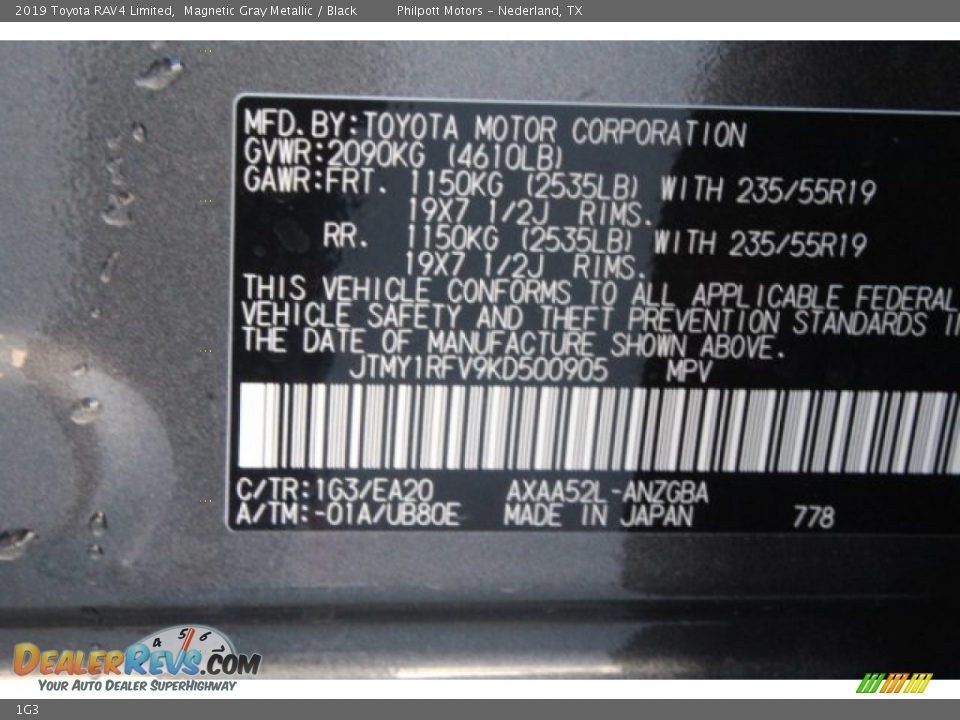 2019 Toyota RAV4 Limited, Magnetic Gray Metallic / Black Philpott Motors - Nederland, TX
MFD.BY:TOYOTA MOTOR CORPORATION
GVWR:2090KG (4610LB)
GAWR:FRT. 1150KG (2535LB) WITH 235/55R19
19X7 1/2J RIMS.
RR. 1150KG (2535LB) WITH 235/55R19
19X7 1/2J RIMS.
THIS VEHICLE CONFORMS TO ALL APPLICABLE FEDERAL
VEHICLE SAFETY AND THEFT PREVENTION STANDARDS
THE DATE OF MANUFACTURE SHOWN ABOVE.
JTMY1RFV9KD500905 MPV
C/TR:1G3/EA20 AXAA52L-ANZGBA
A/TM:-01A/UB80E MADE IN JAPAN 778
4 5 6
DEALERREVS.COM
YOUR AUTO DEALER SUPERHIGHWAY
1G3